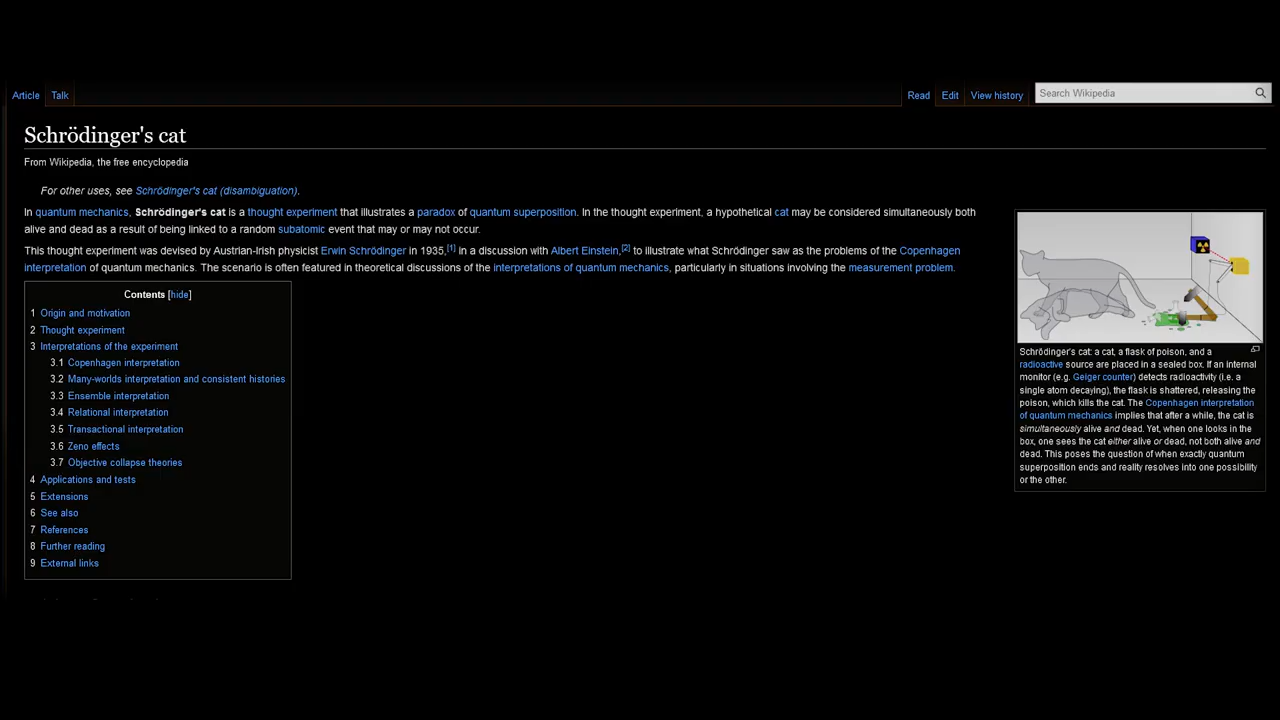 Article Talk Read Edit View history Search Wikipedia
Schrödinger's cat
From Wikipedia, the free encyclopedia
For other uses, see Schrödinger's cat (disambiguation).
In quantum mechanics, Schrödinger's cat is a thought experiment that illustrates a paradox of quantum superposition. In the thought experiment, a hypothetical cat may be considered simultaneously both
alive and dead as a result of being linked to a random subatomic event that may or may not occur.
This thought experiment was devised by Austrian-Irish physicist Erwin Schrödinger in 1935,[1] in a discussion with Albert Einstein,[2] to illustrate what Schrödinger saw as the problems of the Copenhagen
interpretation of quantum mechanics. The scenario is often featured in theoretical discussions of the interpretations of quantum mechanics, particularly in situations involving the measurement problem.
Contents [hide]
1 Origin and motivation
2 Thought experiment
3 Interpretations of the experiment
3.1 Copenhagen interpretation
3.2 Many-worlds interpretation and consistent histories
3.3 Ensemble interpretation
3.4 Relational interpretation
3.5 Transactional interpretation
3.6 Zeno effects
3.7 Objective collapse theories
4 Applications and tests
5 Extensions
6 See also
7 References
8 Further reading
9 External links
Schrödinger's cat: a cat, a flask of poison, and a
radioactive source are placed in a sealed box. If an internal
monitor (e.g. Geiger counter) detects radioactivity (i.e. a
single atom decaying), the flask is shattered, releasing the
poison, which kills the cat. The Copenhagen interpretation
of quantum mechanics implies that after a while, the cat is
simultaneously alive and dead. Yet, when one looks in the
box, one sees the cat either alive or dead, not both alive and
dead. This poses the question of when exactly quantum
superposition ends and reality resolves into one possibility
or the other.